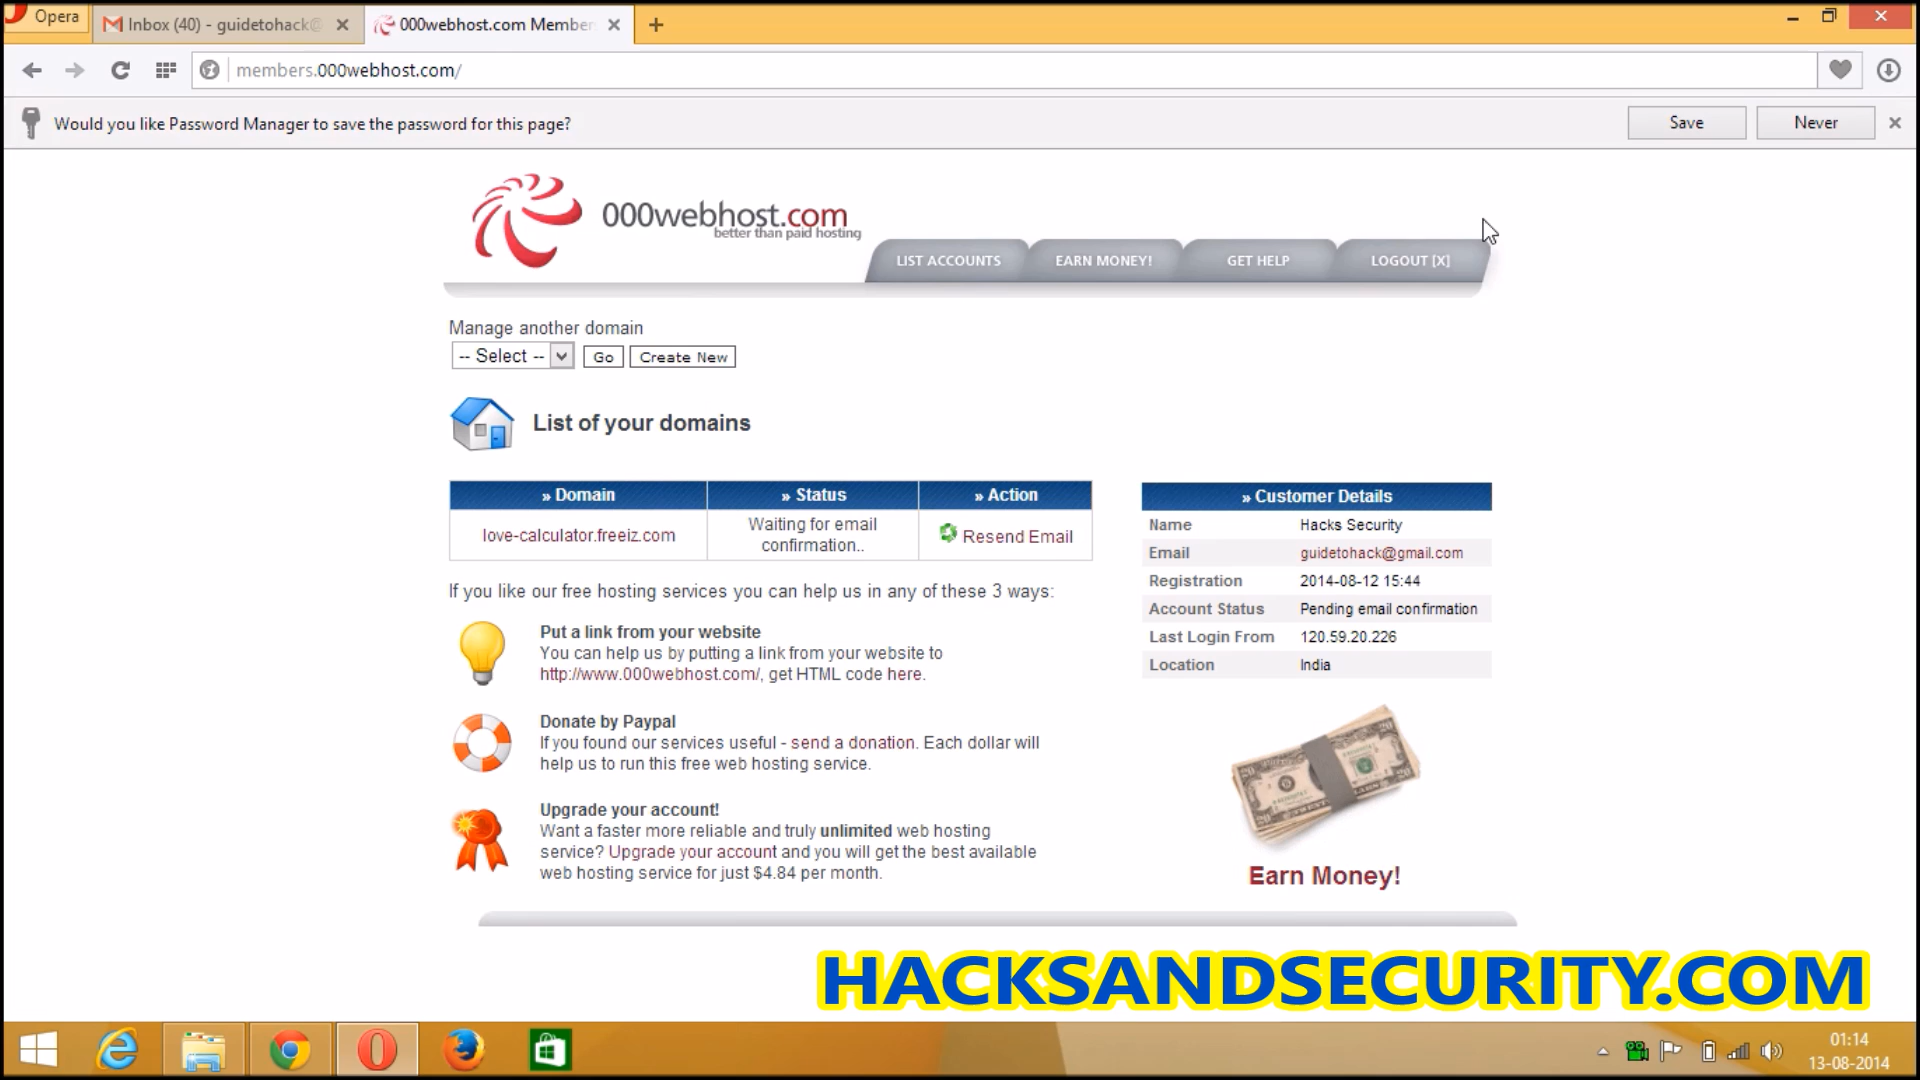 Opera
Inbox (40) - guidetohack@
000webhost.com Member
members.000webhost.com/
Would you like Password Manager to save the password for this page?
Save
Never
000webhost.com
better than paid hosting
LIST ACCOUNTS
EARN MONEY!
GET HELP
LOGOUT [X]
Manage another domain
-- Select --
Go
Create New
List of your domains
» Domain
» Status
» Action
love-calculator.freeiz.com
Waiting for email
confirmation..
Resend Email
» Customer Details
Name Hacks Security
Email guidetohack@gmail.com
Registration 2014-08-12 15:44
Account Status Pending email confirmation
Last Login From 120.59.20.226
Location India
If you like our free hosting services you can help us in any of these 3 ways:
Put a link from your website
You can help us by putting a link from your website to
http://www.000webhost.com/, get HTML code here.
Donate by Paypal
If you found our services useful - send a donation. Each dollar will
help us to run this free web hosting service.
Upgrade your account!
Want a faster more reliable and truly unlimited web hosting
service? Upgrade your account and you will get the best available
web hosting service for just $4.84 per month.
Earn Money!
HACKSANDSECURITY.COM
01:14
13-08-2014